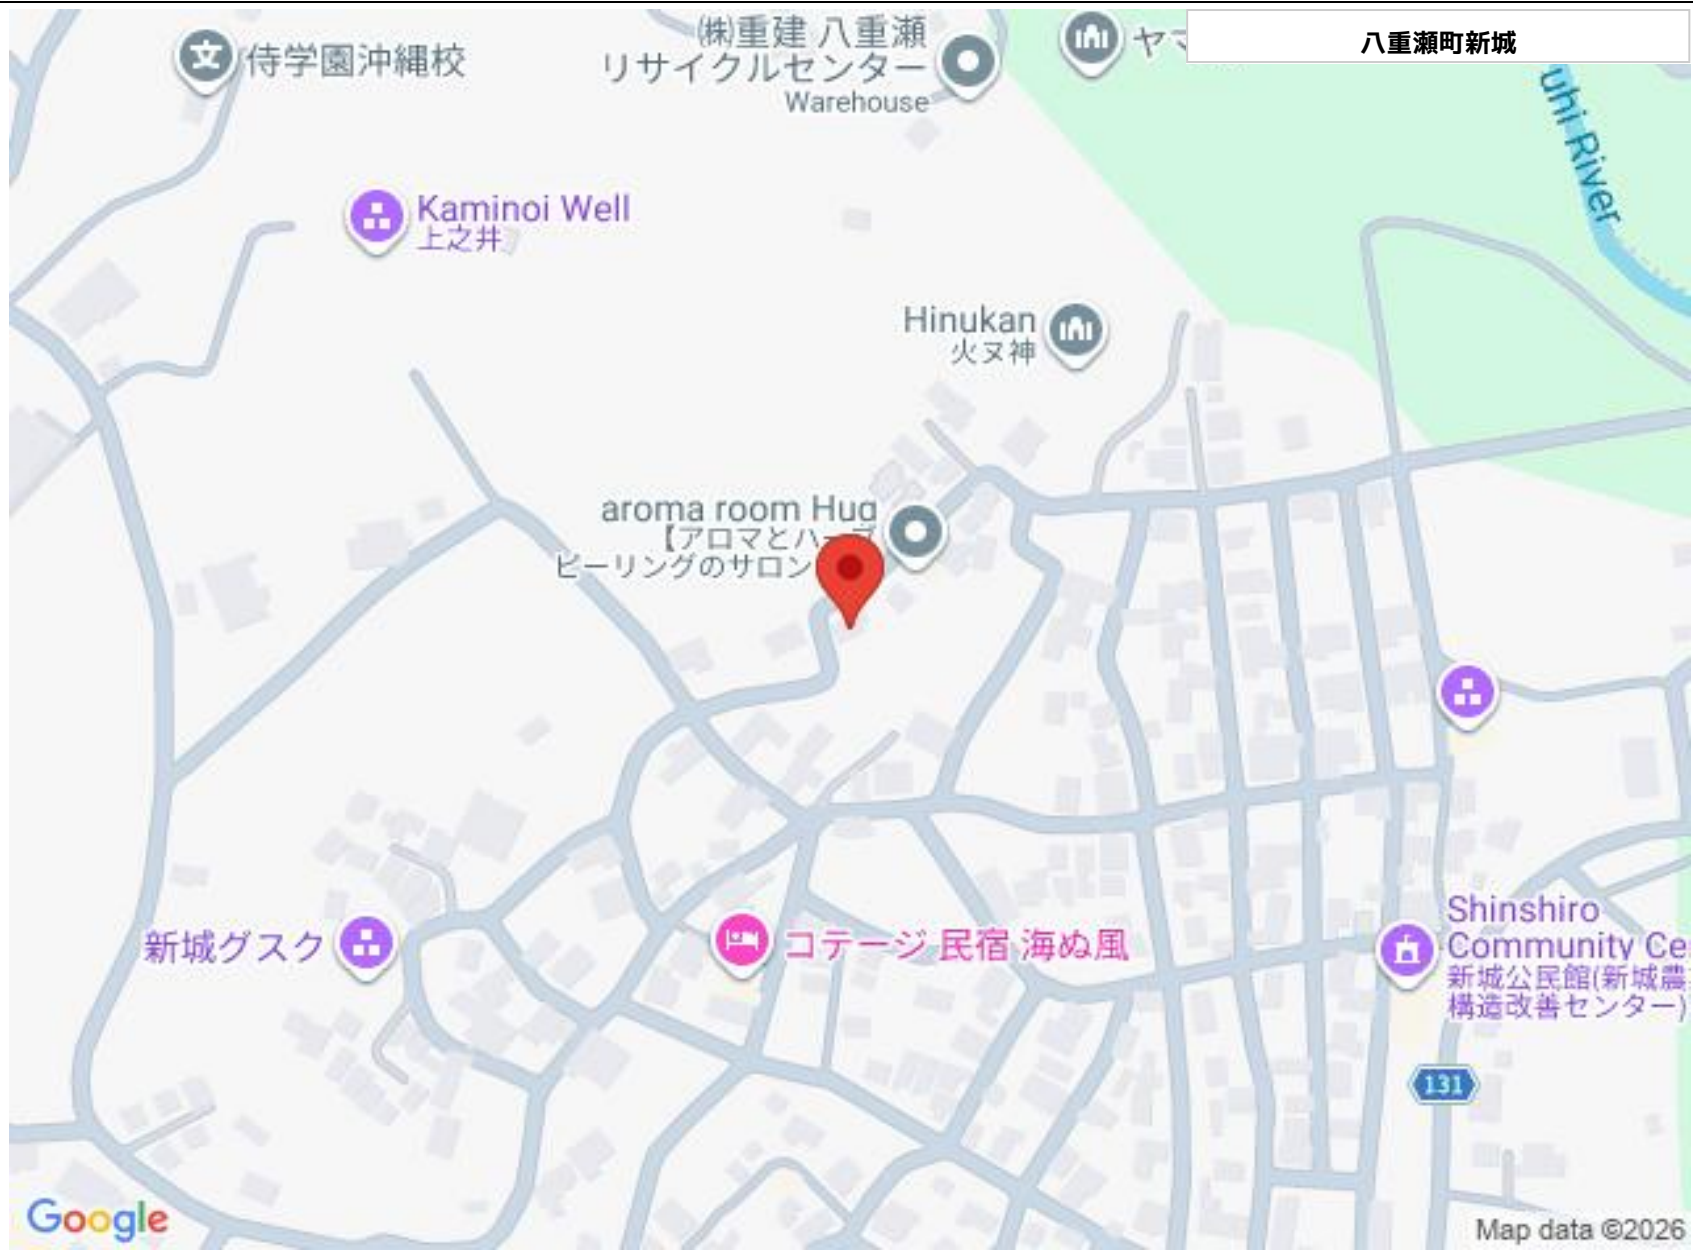 八重瀬町新城
侍学園沖縄校
㈱重建 八重瀬
リサイクルセンター
Warehouse
ヤマ
uhi River
Kaminoi Well
上之井
Hinukan
火ヌ神
aroma room Hug
【アロマとハーブ
ピーリングのサロン
新城グスク
コテージ 民宿 海ぬ風
Shinshiro
Community Ce
新城公民館(新城農
構造改善センター)
131
Google
Map data ©2026